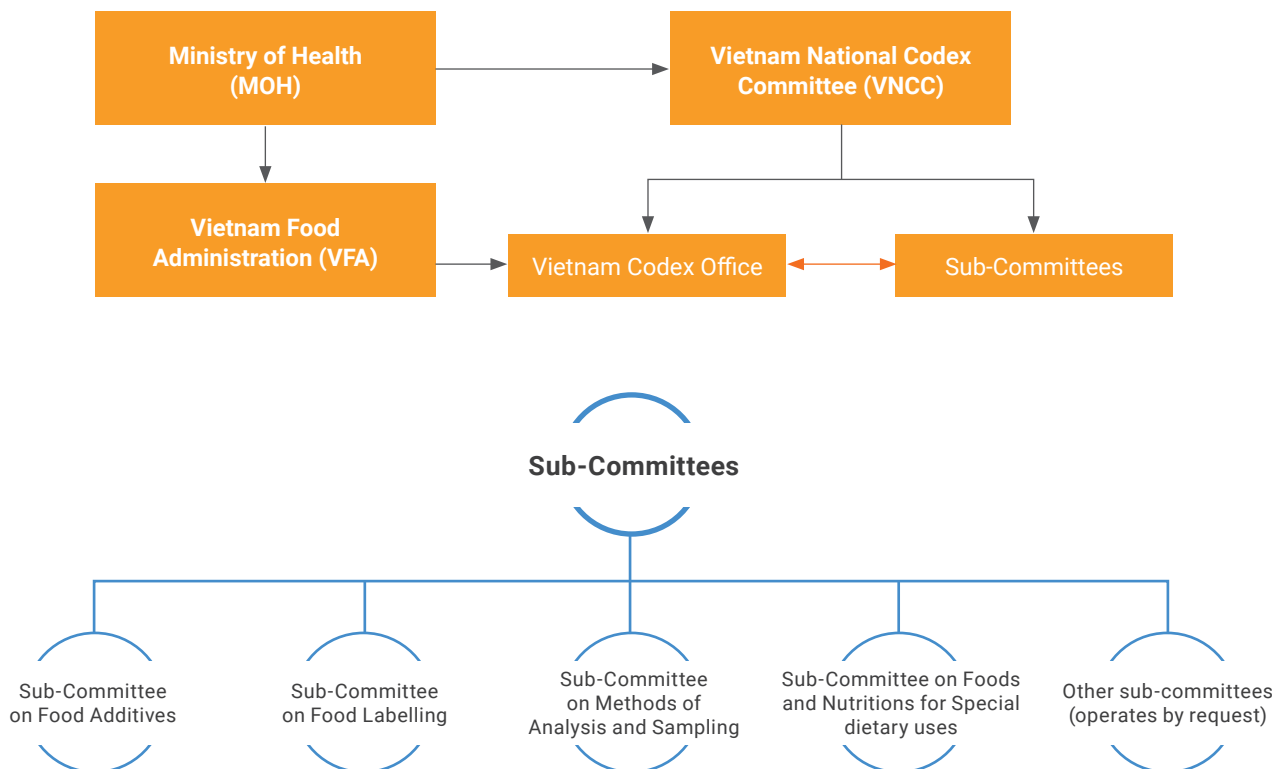 Ministry of Health
(MOH)
Vietnam National Codex
Committee (VNCC)
Vietnam Food
Administration (VFA)
Vietnam Codex Office
Sub-Committees
Sub-Committees
Sub-Committee
on Food Additives
Sub-Committee
on Food Labelling
Sub-Committee
on Methods of
Analysis and Sampling
Sub-Committee on Foods
and Nutritions for Special
dietary uses
Other sub-committees
(operates by request)